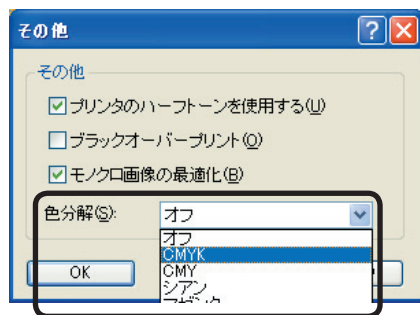 その他
その他
プリンタのハーフトーンを使用する(U)
ブラックオーバープリント(O)
モノクロ画像の最適化(B)
色分解(S):
オフ
オフ
CMYK
CMY
シアン
OK